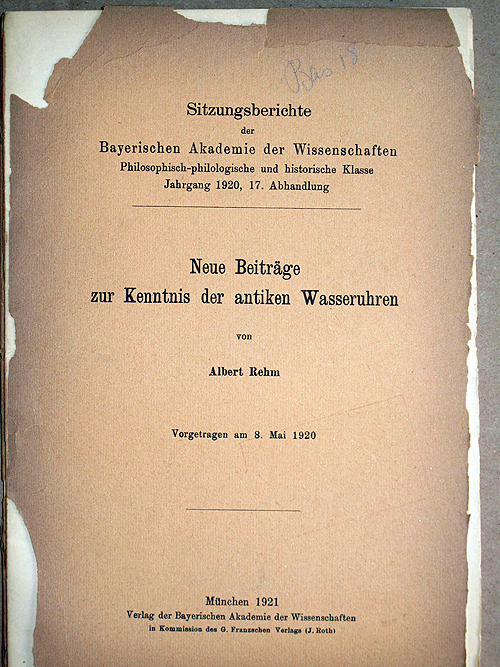 Sitzungsberichte
der
Bayerischen Akademie der Wissenschaften
Philosophisch-philologische und historische Klasse
Jahrgang 1920, 17. Abhandlung
Neue Beiträge
zur Kenntnis der antiken Wasseruhren
von
Albert Rehm
Vorgetragen am 8. Mai 1920
München 1921
Verlag der Bayerischen Akademie der Wissenschaften
in Kommission des G. Franzschen Verlags (J. Roth)